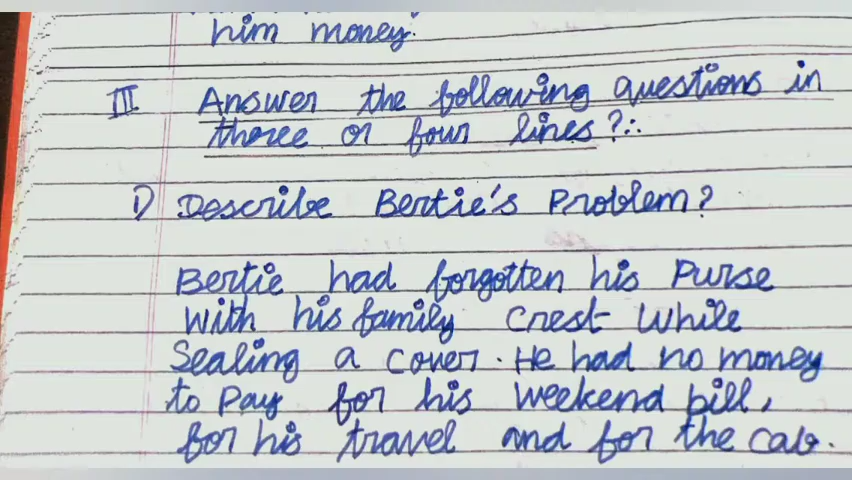 him money.
III Answer the following questions in
three or four lines?:.
1) Describe Bertie's Problem?
Bertie had forgotten his Purse
with his family Crest While
Sealing a cover. He had no money
to Pay for his weekend bill,
for his travel and for the cab.